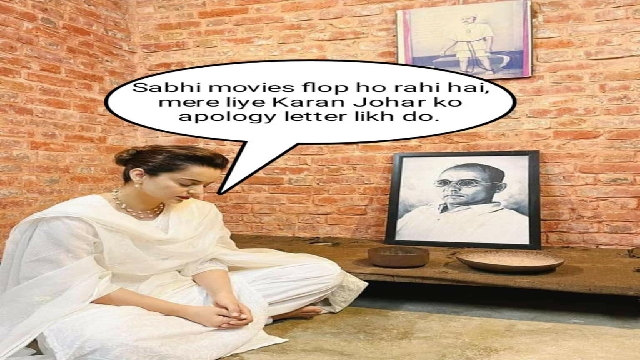 Sabhi movies flop ho rahi hai,
mere liye Karan Johar ko
apology letter likh do.